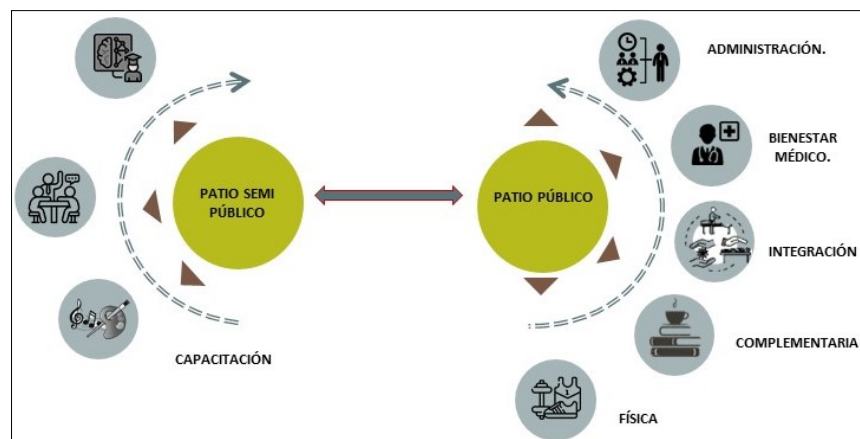 ADMINISTRACIÓN.
BIENESTAR
MÉDICO.
PATIO SEMI
PÚBLICO
PATIO PÚBLICO
INTEGRACIÓN
COMPLEMENTARIA
CAPACITACIÓN
FÍSICA